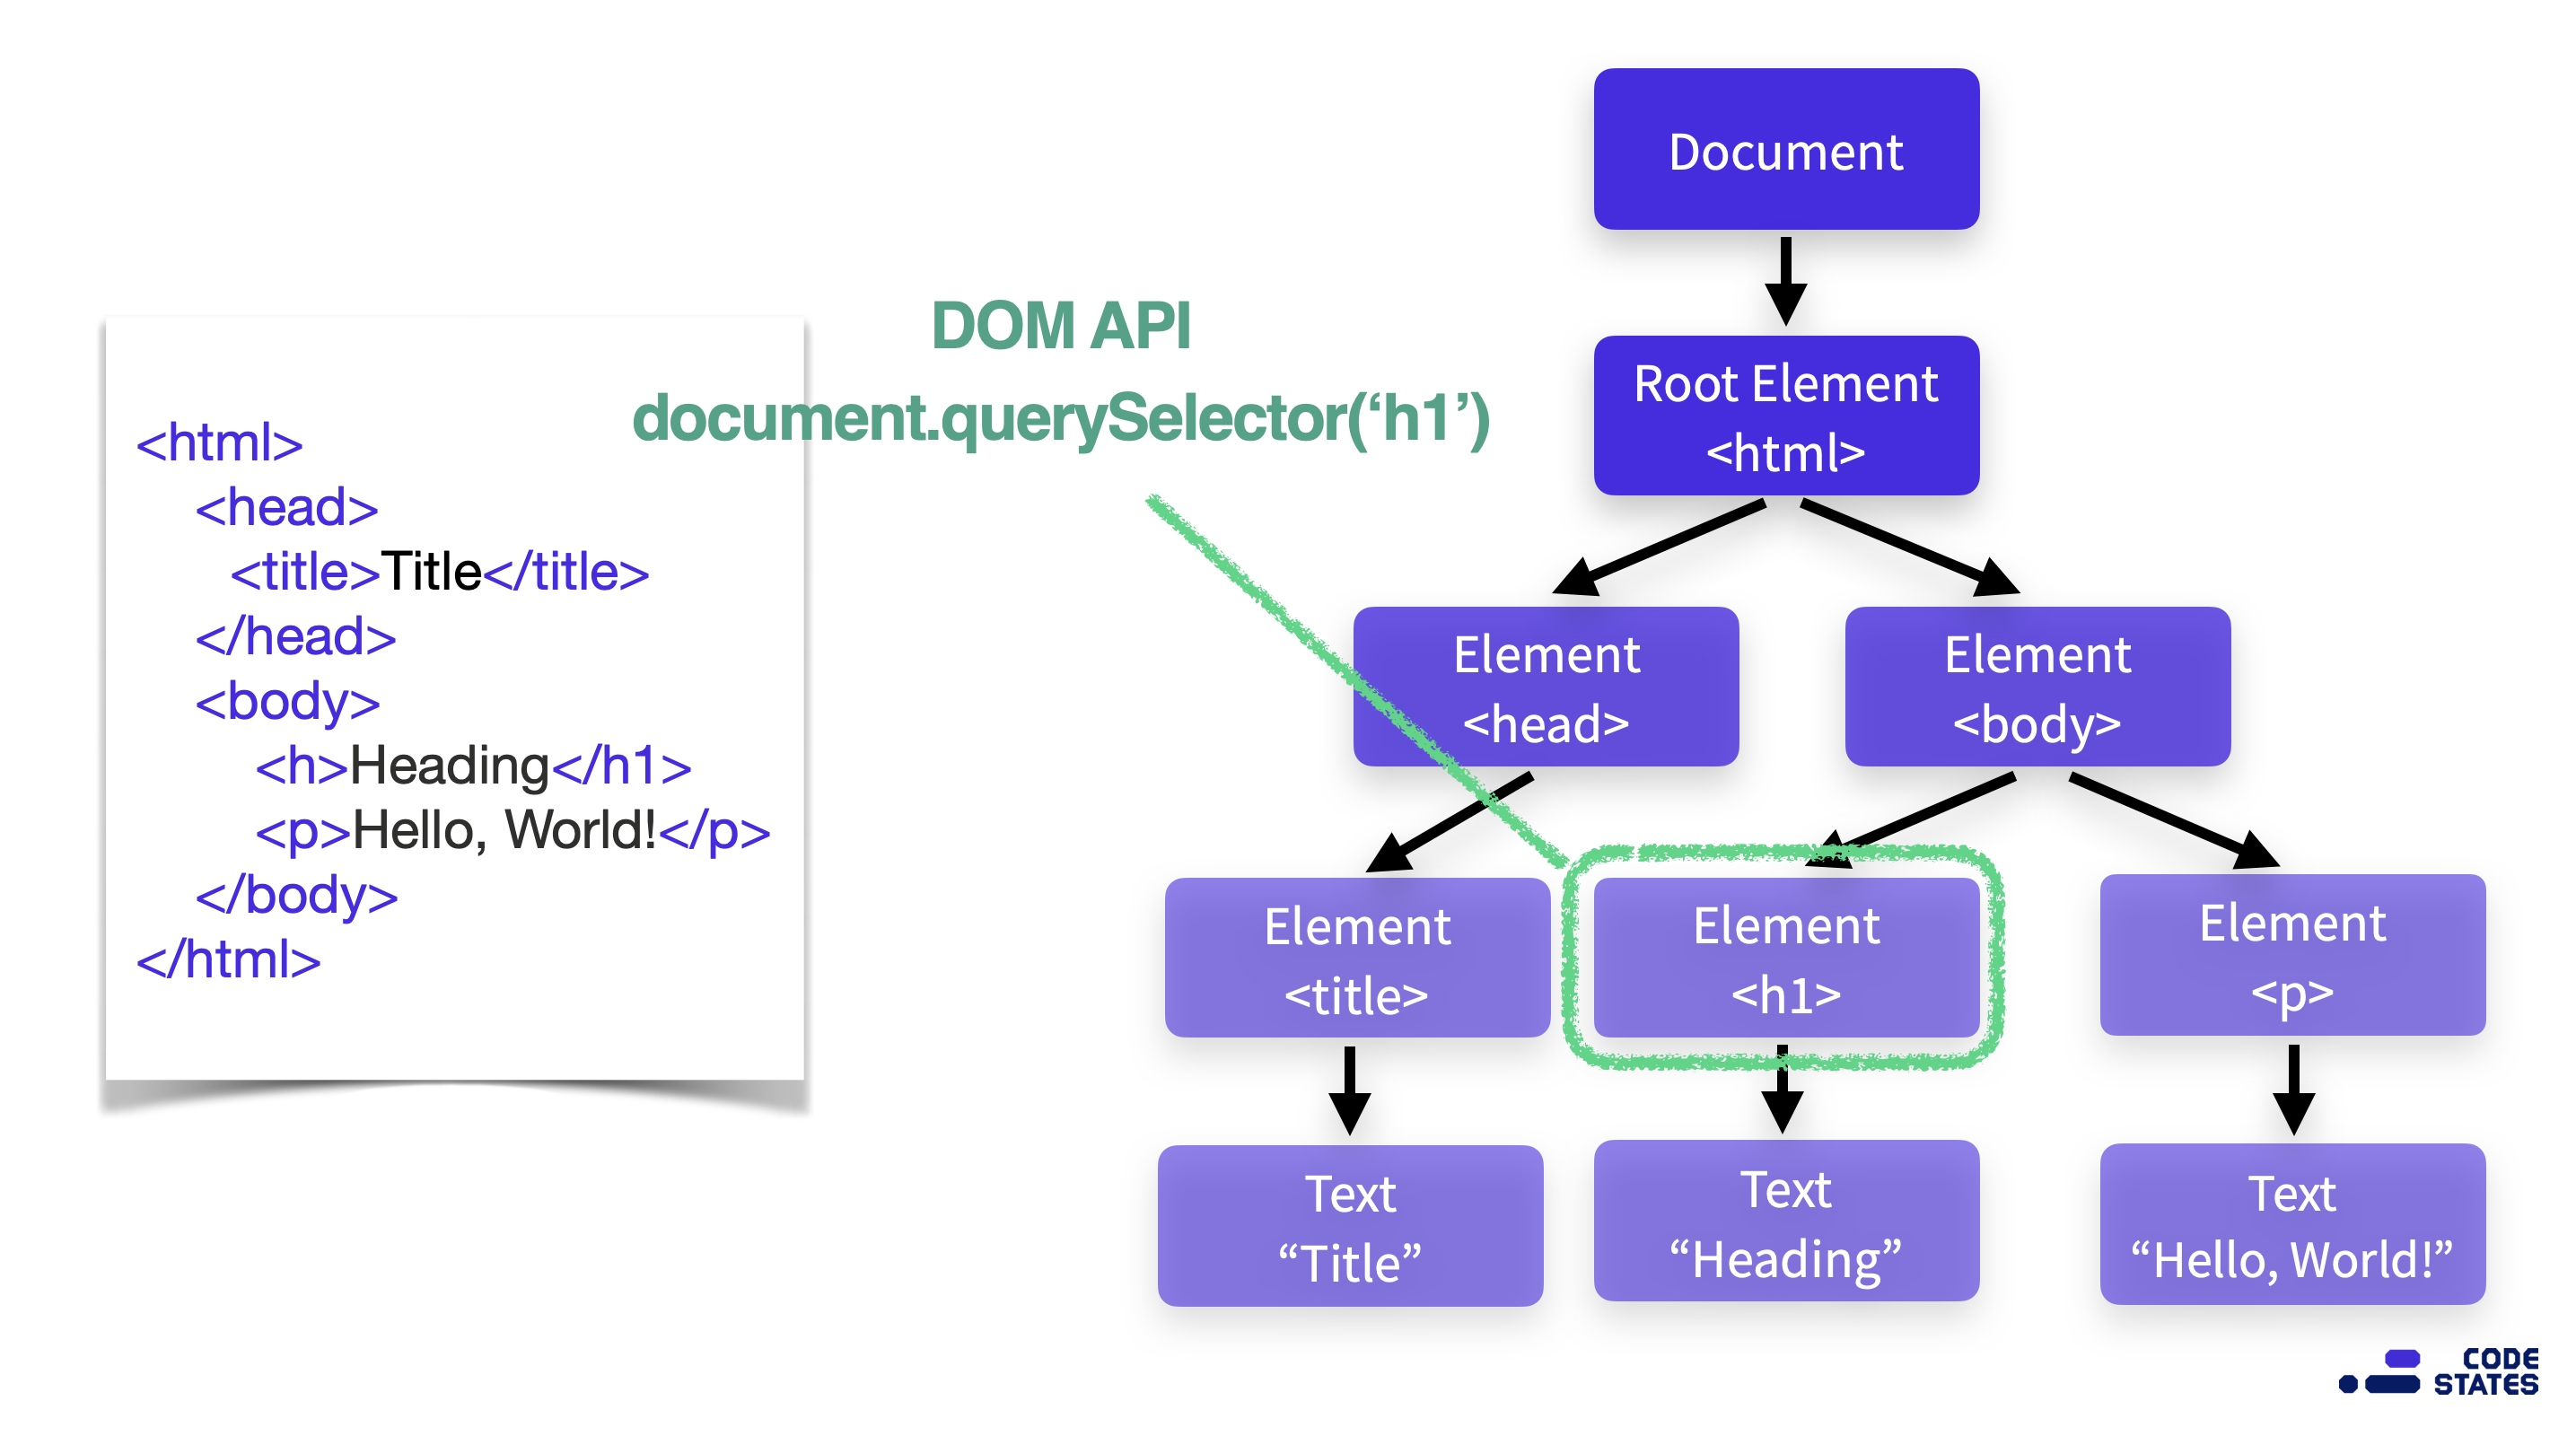 <html>
<head>
<title>Title</title>
</head>
<body>
<h>Heading</h1>
<p>Hello, World!</p>
</body>
</html>
DOM API
document.querySelector(‘h1’)
Document
Root Element
<html>
Element
<head>
Element
<body>
Element
<title>
Element
<h1>
Element
<p>
Text
“Title”
Text
“Heading”
Text
“Hello, World!”
CODE
STATES